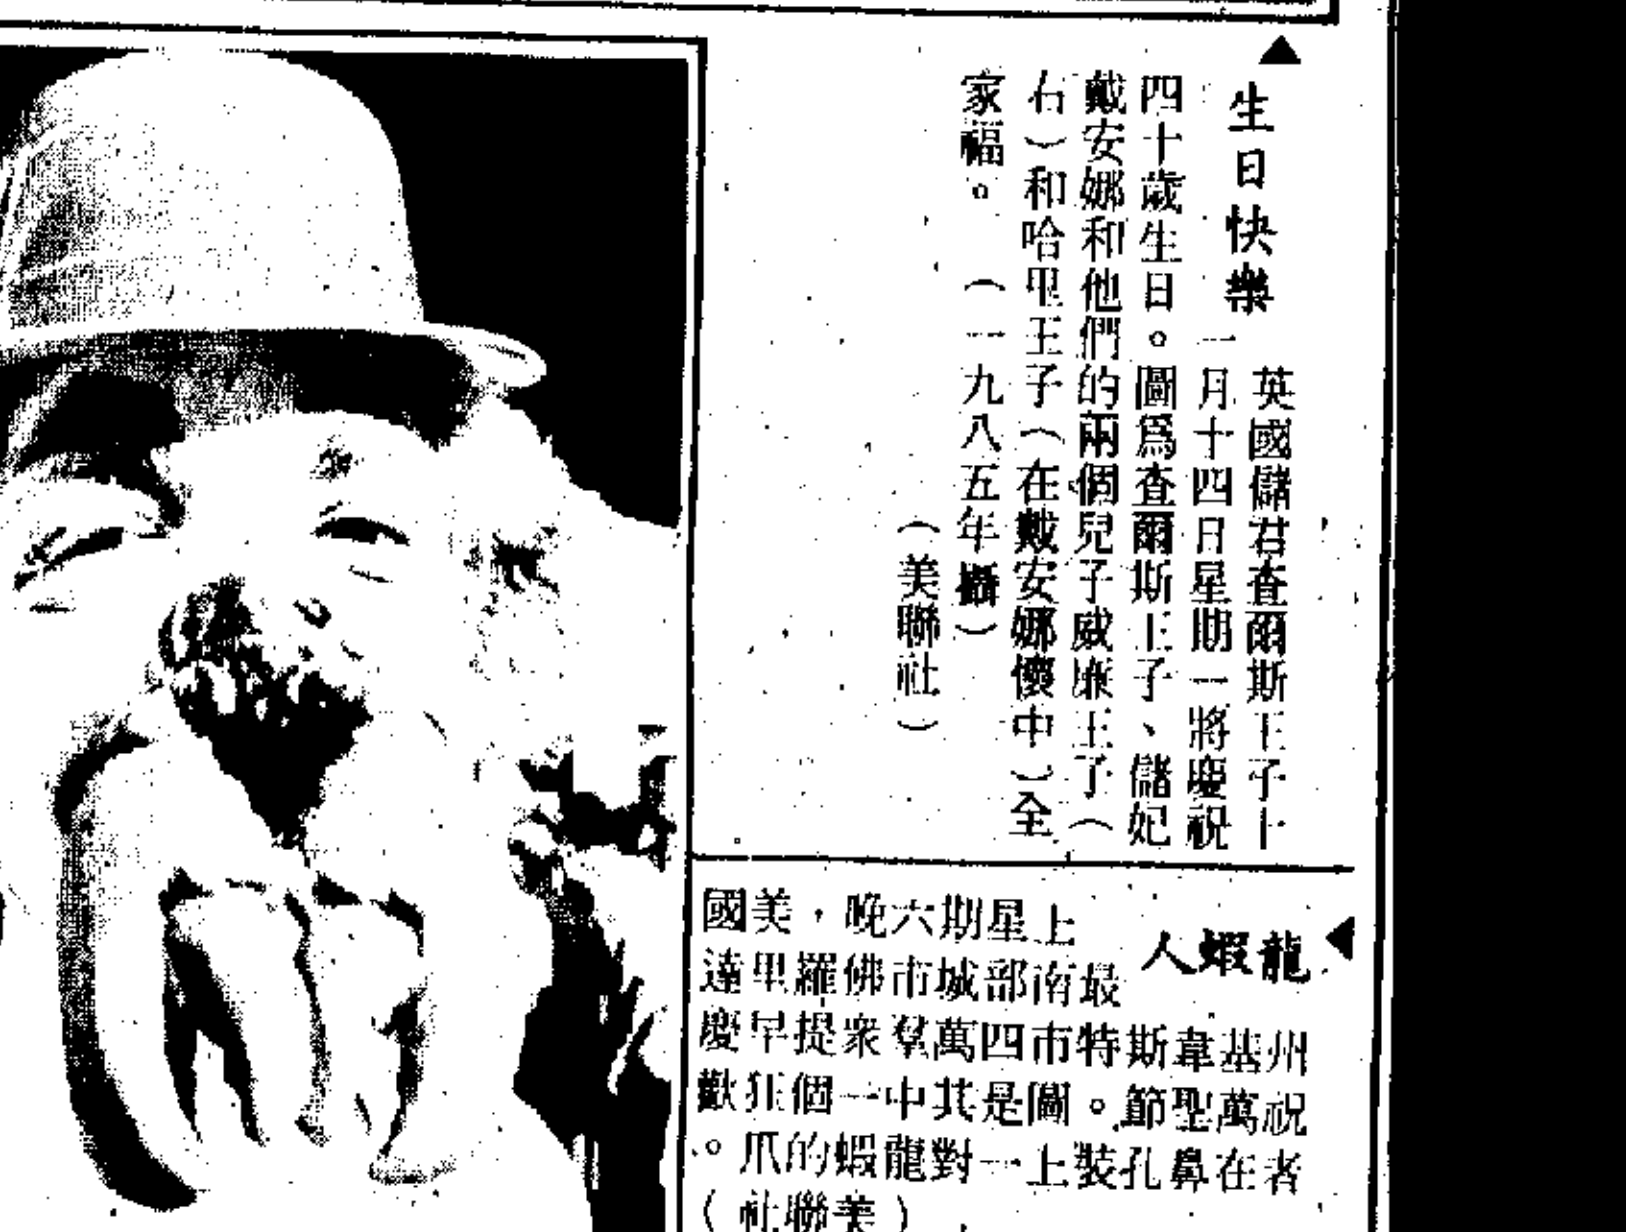 ▲生日快樂
英國儲君查爾斯王子十
一月十四日星期一將慶祝
四十歲生日。圖爲查爾斯王子、儲妃
戴安娜和他們的兩個兒子威廉王子（
右）和哈里王子（在戴安娜懷中）全
家福。（一九八五年攝）
（美聯社）
◀龍蝦人
上星期六晚，美國
最南部城市佛羅里達
州基韋斯特市四萬羣衆提早慶
祝萬聖節。圖是其中一個狂歡
者在鼻孔裝上一對龍蝦的爪。
（美聯社）